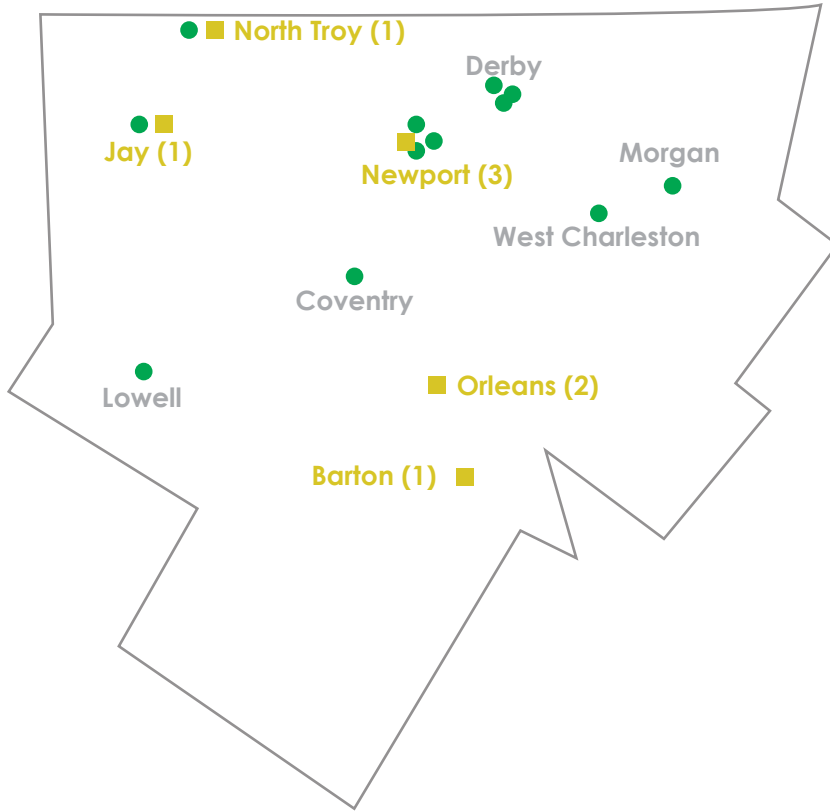 North Troy (1)
Derby
Jay (1)
Newport (3)
Morgan
West Charleston
Coventry
Lowell
Orleans (2)
Barton (1)